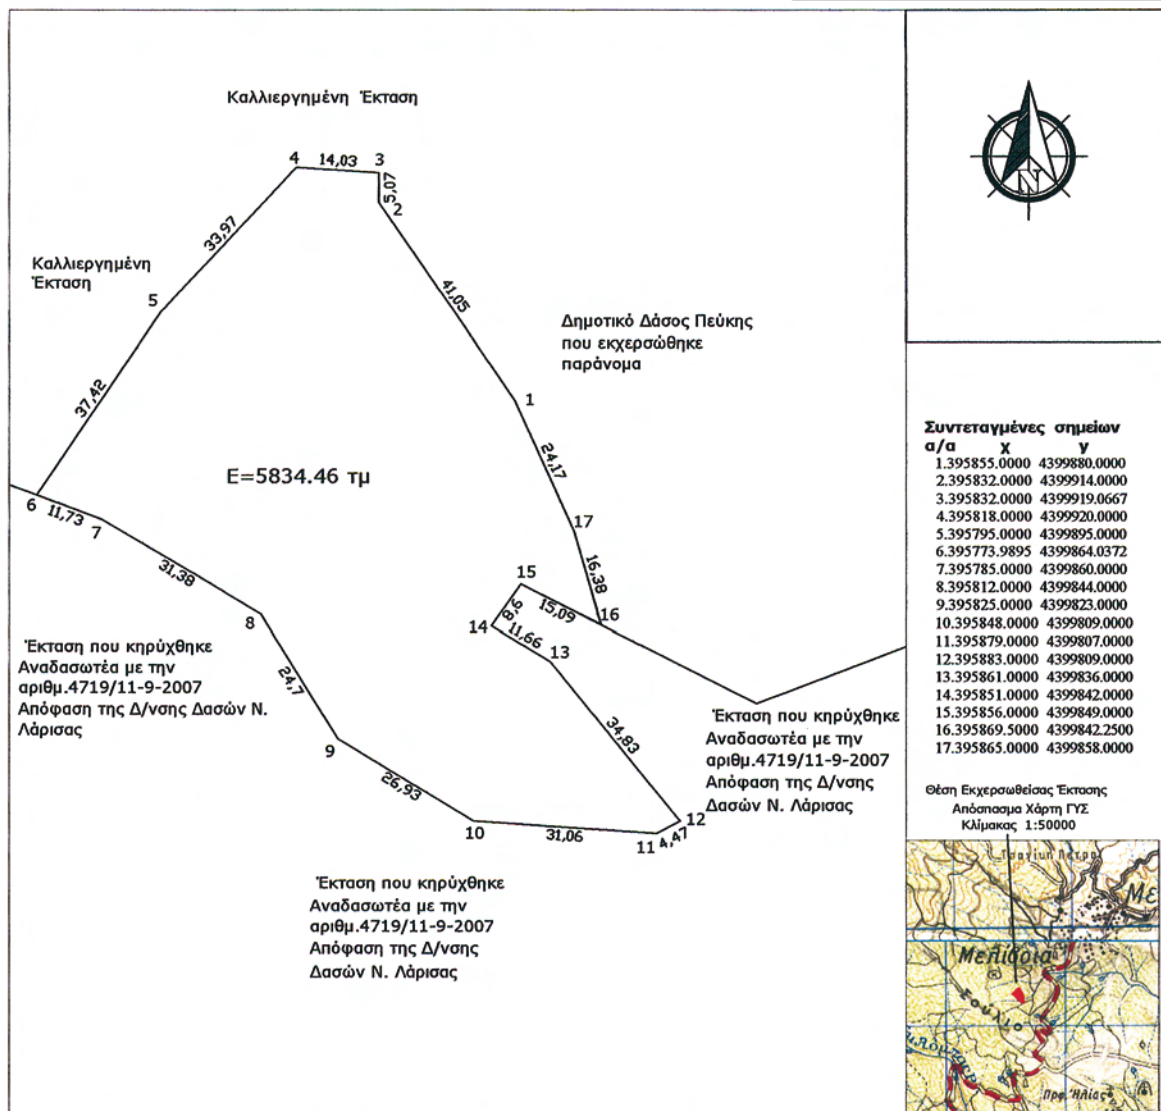 Καλλιεργημένη Έκταση
4
14,03
3
5,07
2
33,97
Καλλιεργημένη
Έκταση
5
41,05
Δημοτικό Δάσος Πεύκης
που εκχερσώθηκε
παράνομα
37,42
1
24,17
E=5834.46 τμ
6
11,73
7
17
31,38
16,38
15
15,09
16
8,6
14
11,66
13
8
Έκταση που κηρύχθηκε
Αναδασωτέα με την
αριθμ.4719/11-9-2007
Απόφαση της Δ/νσης Δασών Ν.
Λάρισας
24,7
9
34,83
Έκταση που κηρύχθηκε
Αναδασωτέα με την
αριθμ.4719/11-9-2007
Απόφαση της Δ/νσης
Δασών Ν. Λάρισας
26,93
10
31,06
11
4,47
12
Έκταση που κηρύχθηκε
Αναδασωτέα με την
αριθμ.4719/11-9-2007
Απόφαση της Δ/νσης
Δασών Ν. Λάρισας
N
Συντεταγμένες σημείων
α/α χ y
1.395855.0000 4399880.0000
2.395832.0000 4399914.0000
3.395832.0000 4399919.0667
4.395818.0000 4399920.0000
5.395795.0000 4399895.0000
6.395773.9895 4399864.0372
7.395785.0000 4399860.0000
8.395812.0000 4399844.0000
9.395825.0000 4399823.0000
10.395848.0000 4399809.0000
11.395879.0000 4399807.0000
12.395883.0000 4399809.0000
13.395861.0000 4399836.0000
14.395851.0000 4399842.0000
15.395856.0000 4399849.0000
16.395869.5000 4399842.2500
17.395865.0000 4399858.0000
Θέση Εκχερσωθείσας Έκτασης
Απόσπασμα Χάρτη ΓΥΣ
Κλίμακας 1:50000
Με
Μελίβοια
Σούλιο
Προφ. Ἠλίας